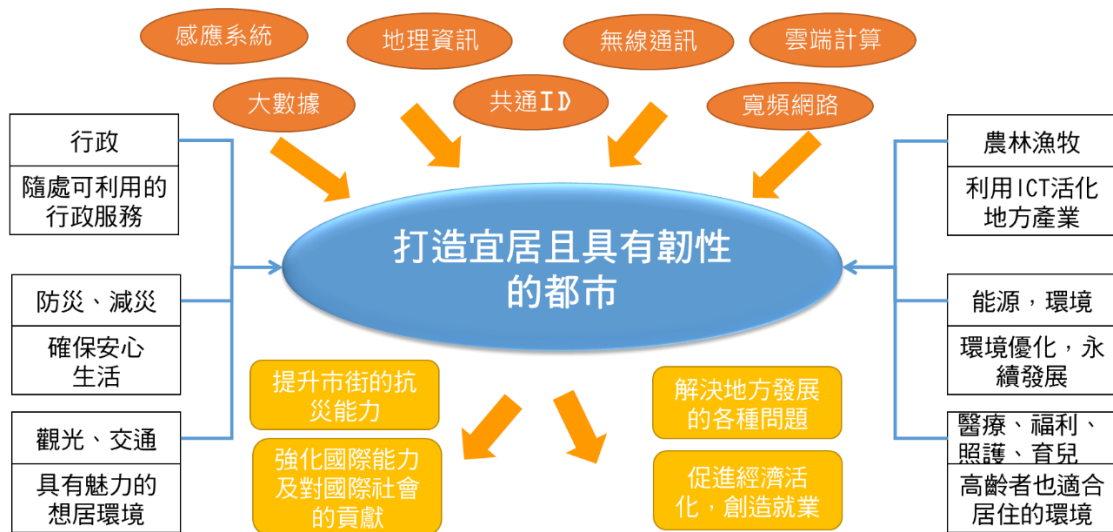 感應系統
地理資訊
無線通訊
雲端計算
大數據
共通ID
寬頻網路
行政
隨處可利用的
行政服務
防災、減災
確保安心
生活
觀光、交通
具有魅力的
想居環境
打造宜居且具有韌性
的都市
農林漁牧
利用ICT活化
地方產業
能源，環境
環境優化，永
續發展
醫療、福利、
照護、育兒
高齡者也適合
居住的環境
提升市街的抗
災能力
強化國際能力
及對國際社會
的貢獻
解決地方發展
的各種問題
促進經濟活
化，創造就業